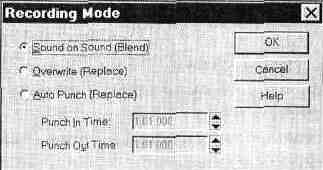 Recording Mode
Sound on Sound (Blend)
OK
Overwrite (Replace)
Cancel
Auto Punch (Replace)
Help
Punch In Time:
1:01:000
Punch Out Time
1:01:000